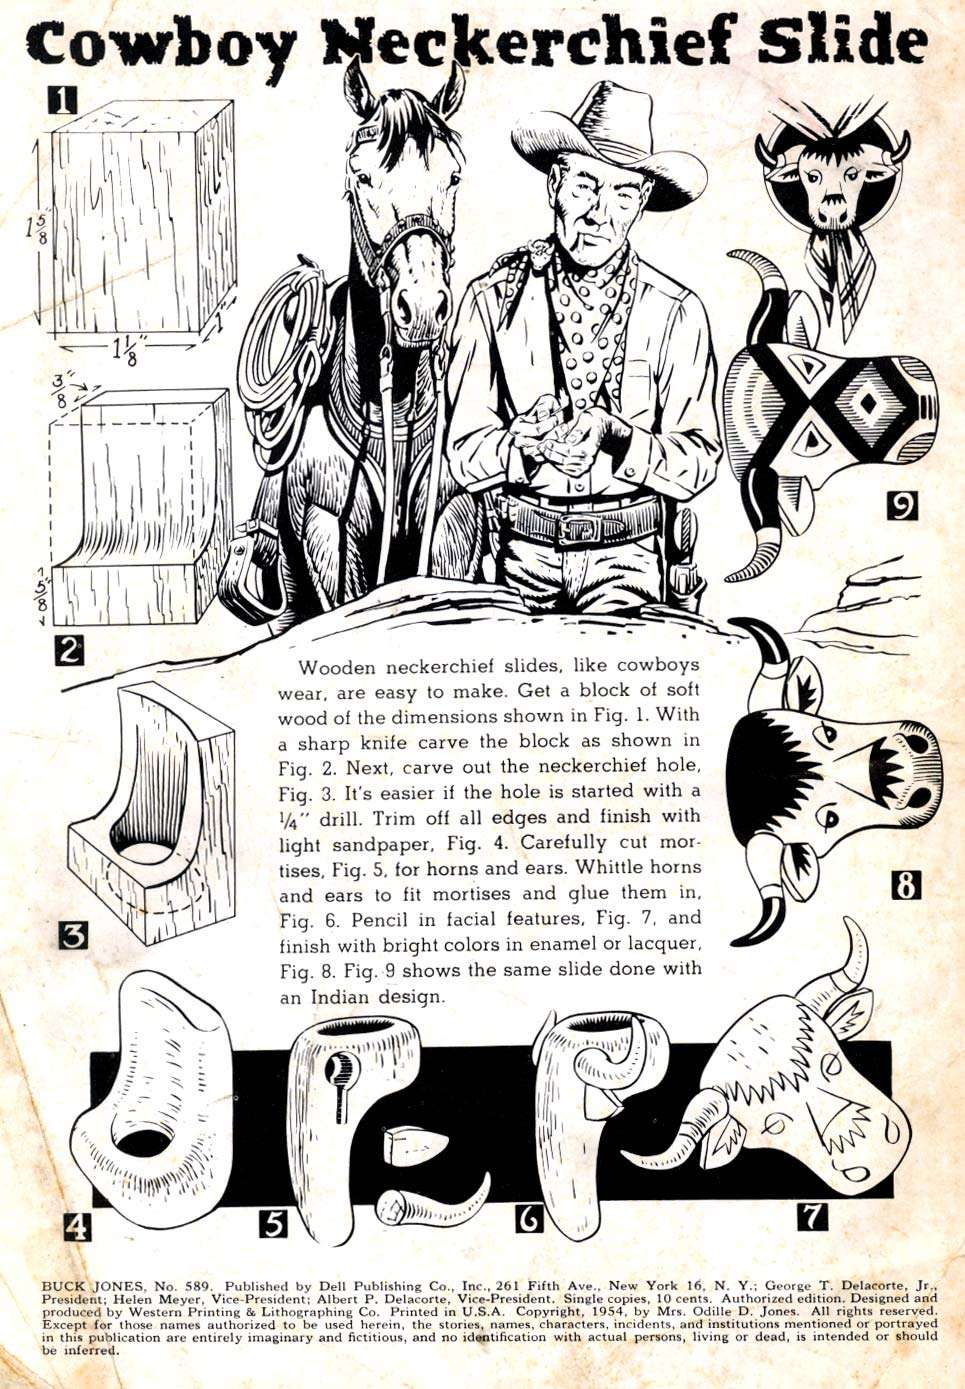 Cowboy Neckerchief Slide
1
1 5/8
1 1/8"
1"
3/8"
5/8"
2
3
9
8
Wooden neckerchief slides, like cowboys
wear, are easy to make. Get a block of soft
wood of the dimensions shown in Fig. 1. With
a sharp knife carve the block as shown in
Fig. 2. Next, carve out the neckerchief hole,
Fig. 3. It's easier if the hole is started with a
1/4" drill. Trim off all edges and finish with
light sandpaper, Fig. 4. Carefully cut mor-
tises, Fig. 5, for horns and ears. Whittle horns
and ears to fit mortises and glue them in,
Fig. 6. Pencil in facial features, Fig. 7, and
finish with bright colors in enamel or lacquer,
Fig. 8. Fig. 9 shows the same slide done with
an Indian design.
4
5
6
7
BUCK JONES, No. 589. Published by Dell Publishing Co., Inc., 261 Fifth Ave., New York 16, N. Y.; George T. Delacorte, Jr.,
President; Helen Meyer, Vice-President; Albert P. Delacorte, Vice-President. Single copies, 10 cents. Authorized edition. Designed and
produced by Western Printing & Lithographing Co. Printed in U.S.A. Copyright, 1954, by Mrs. Odille D. Jones. All rights reserved.
Except for those names authorized to be used herein, the stories, names, characters, incidents, and institutions mentioned or portrayed
in this publication are entirely imaginary and fictitious, and no identification with actual persons, living or dead, is intended or should
be inferred.